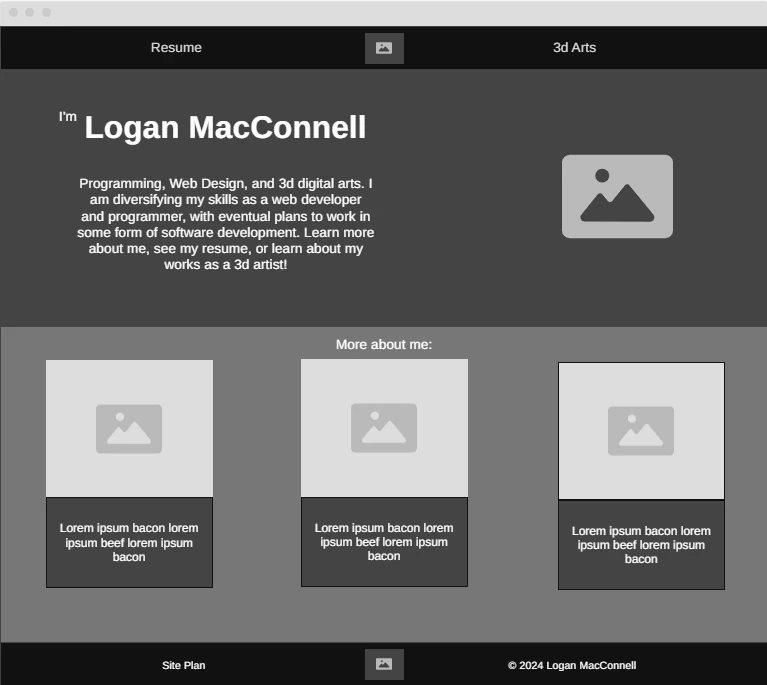 Resume
3d Arts
I'm Logan MacConnell
Programming, Web Design, and 3d digital arts. I
am diversifying my skills as a web developer
and programmer, with eventual plans to work in
some form of software development. Learn more
about me, see my resume, or learn about my
works as a 3d artist!
More about me:
Lorem ipsum bacon lorem
ipsum beef lorem ipsum
bacon
Lorem ipsum bacon lorem
ipsum beef lorem ipsum
bacon
Lorem ipsum bacon lorem
ipsum beef lorem ipsum
bacon
Site Plan
© 2024 Logan MacConnell